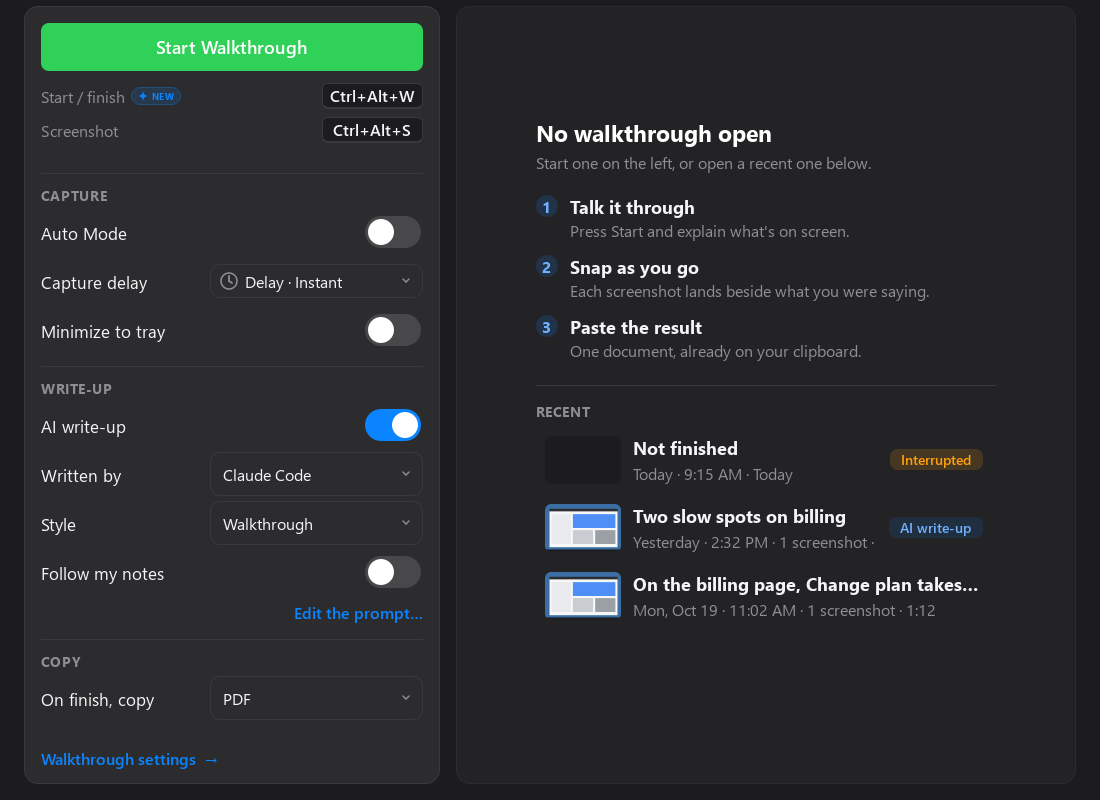 Start Walkthrough
Start / finish ✦ NEW Ctrl+Alt+W
Screenshot Ctrl+Alt+S
CAPTURE
Auto Mode
Capture delay Delay · Instant
Minimize to tray
WRITE-UP
AI write-up
Written by Claude Code
Style Walkthrough
Follow my notes
Edit the prompt...
COPY
On finish, copy PDF
Walkthrough settings →
No walkthrough open
Start one on the left, or open a recent one below.
1 Talk it through
Press Start and explain what's on screen.
2 Snap as you go
Each screenshot lands beside what you were saying.
3 Paste the result
One document, already on your clipboard.
RECENT
Not finished
Today · 9:15 AM · Today
Interrupted
Two slow spots on billing
Yesterday · 2:32 PM · 1 screenshot ·
AI write-up
On the billing page, Change plan takes...
Mon, Oct 19 · 11:02 AM · 1 screenshot · 1:12